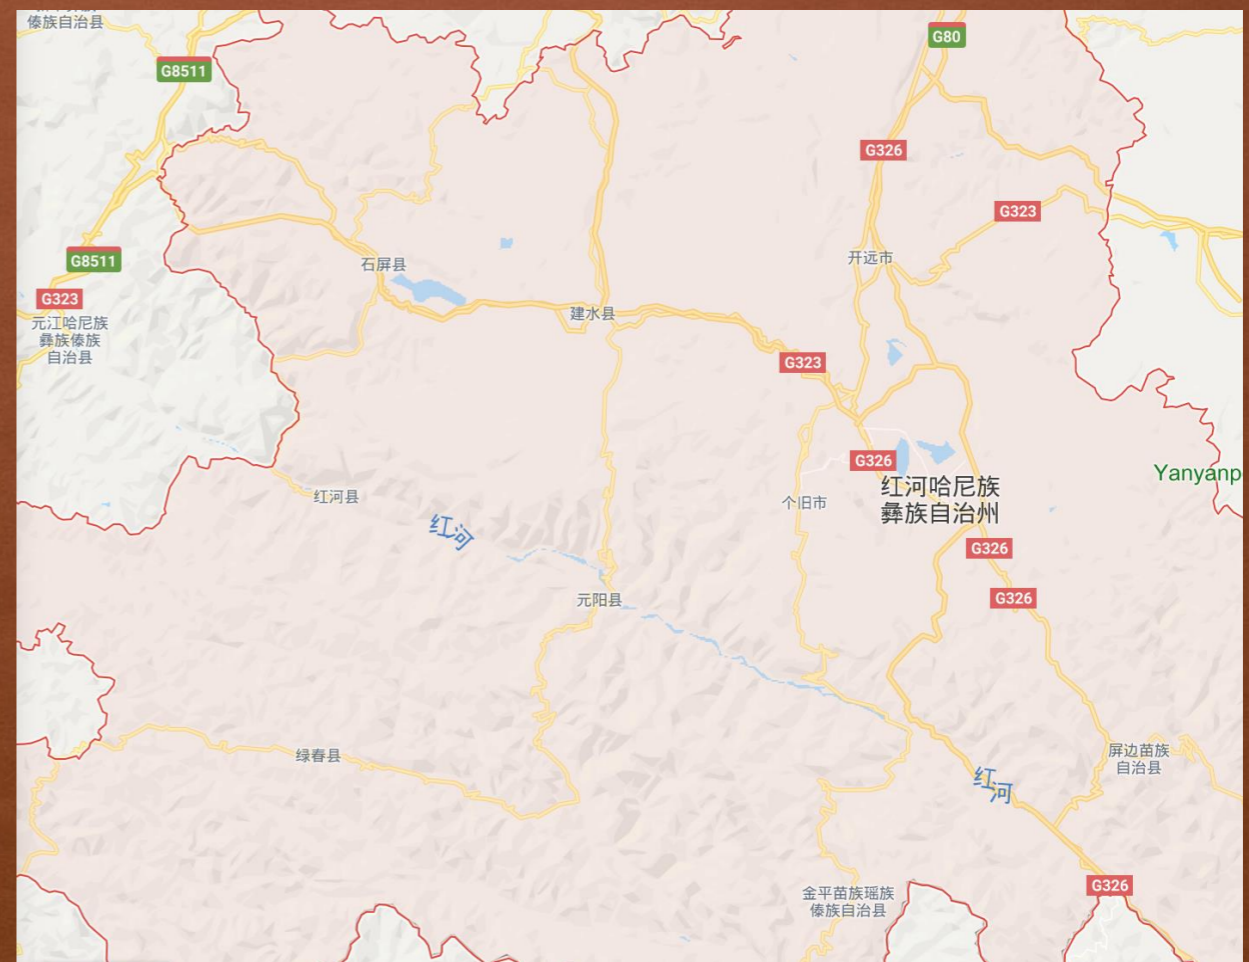 傣族自治县
G80
G8511
G326
G323
G8511
开远市
石屏县
G323
建水县
元江哈尼族
彝族傣族
自治县
G323
G326
Yanyanp
红河哈尼族
彝族自治州
红河县
个旧市
红河
G326
元阳县
G326
绿春县
屏边苗族
自治县
红河
G326
金平苗族瑶族
傣族自治县